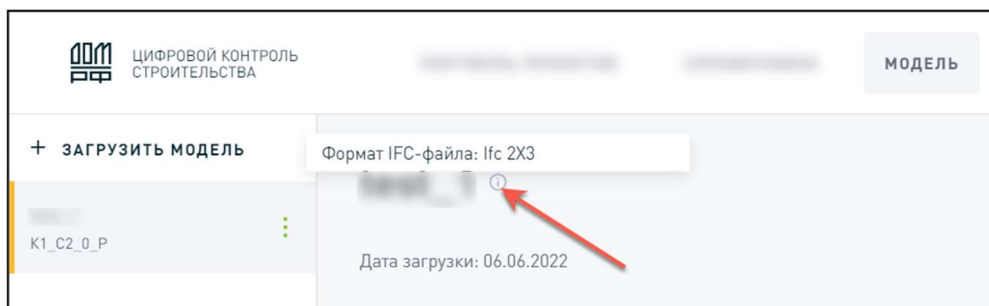 ДОМ
РФ
ЦИФРОВОЙ КОНТРОЛЬ
СТРОИТЕЛЬСТВА
МОДЕЛЬ
+ ЗАГРУЗИТЬ МОДЕЛЬ
Формат IFC-файла: Ifc 2X3
K1_C2_0_P
Дата загрузки: 06.06.2022